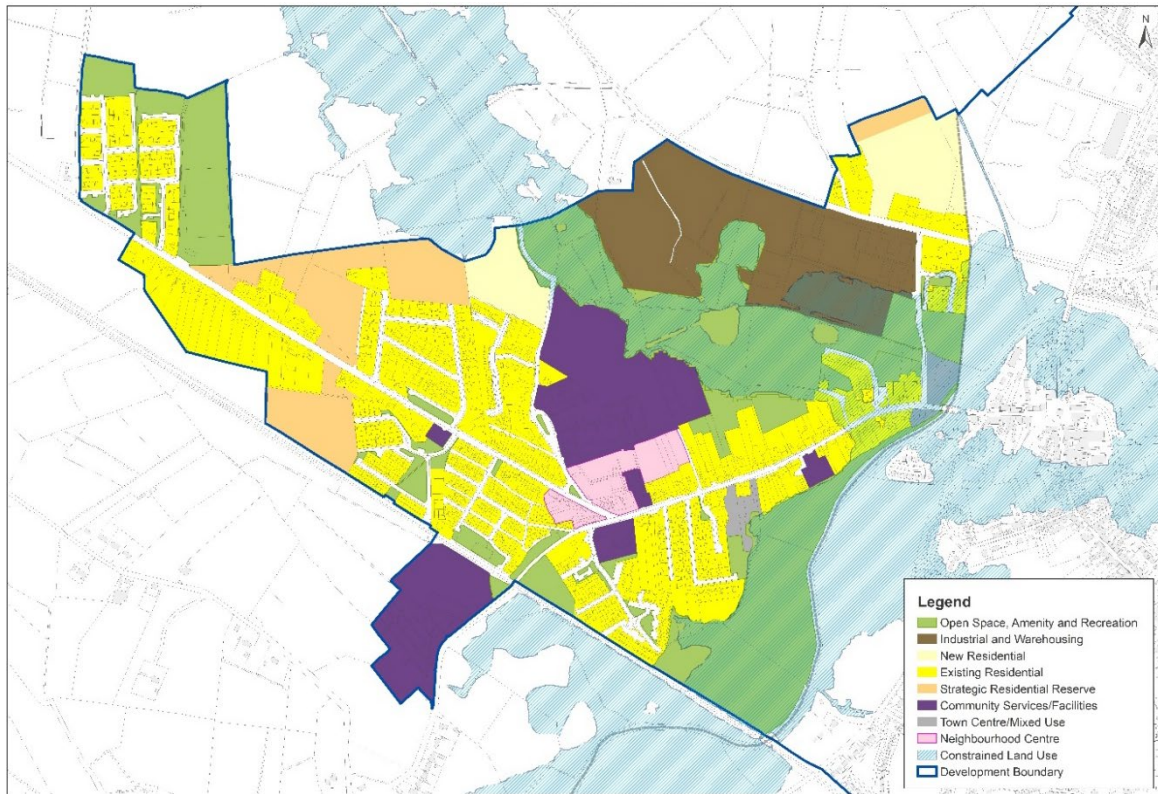 N
Legend
Open Space, Amenity and Recreation
Industrial and Warehousing
New Residential
Existing Residential
Strategic Residential Reserve
Community Services/Facilities
Town Centre/Mixed Use
Neighbourhood Centre
Constrained Land Use
Development Boundary